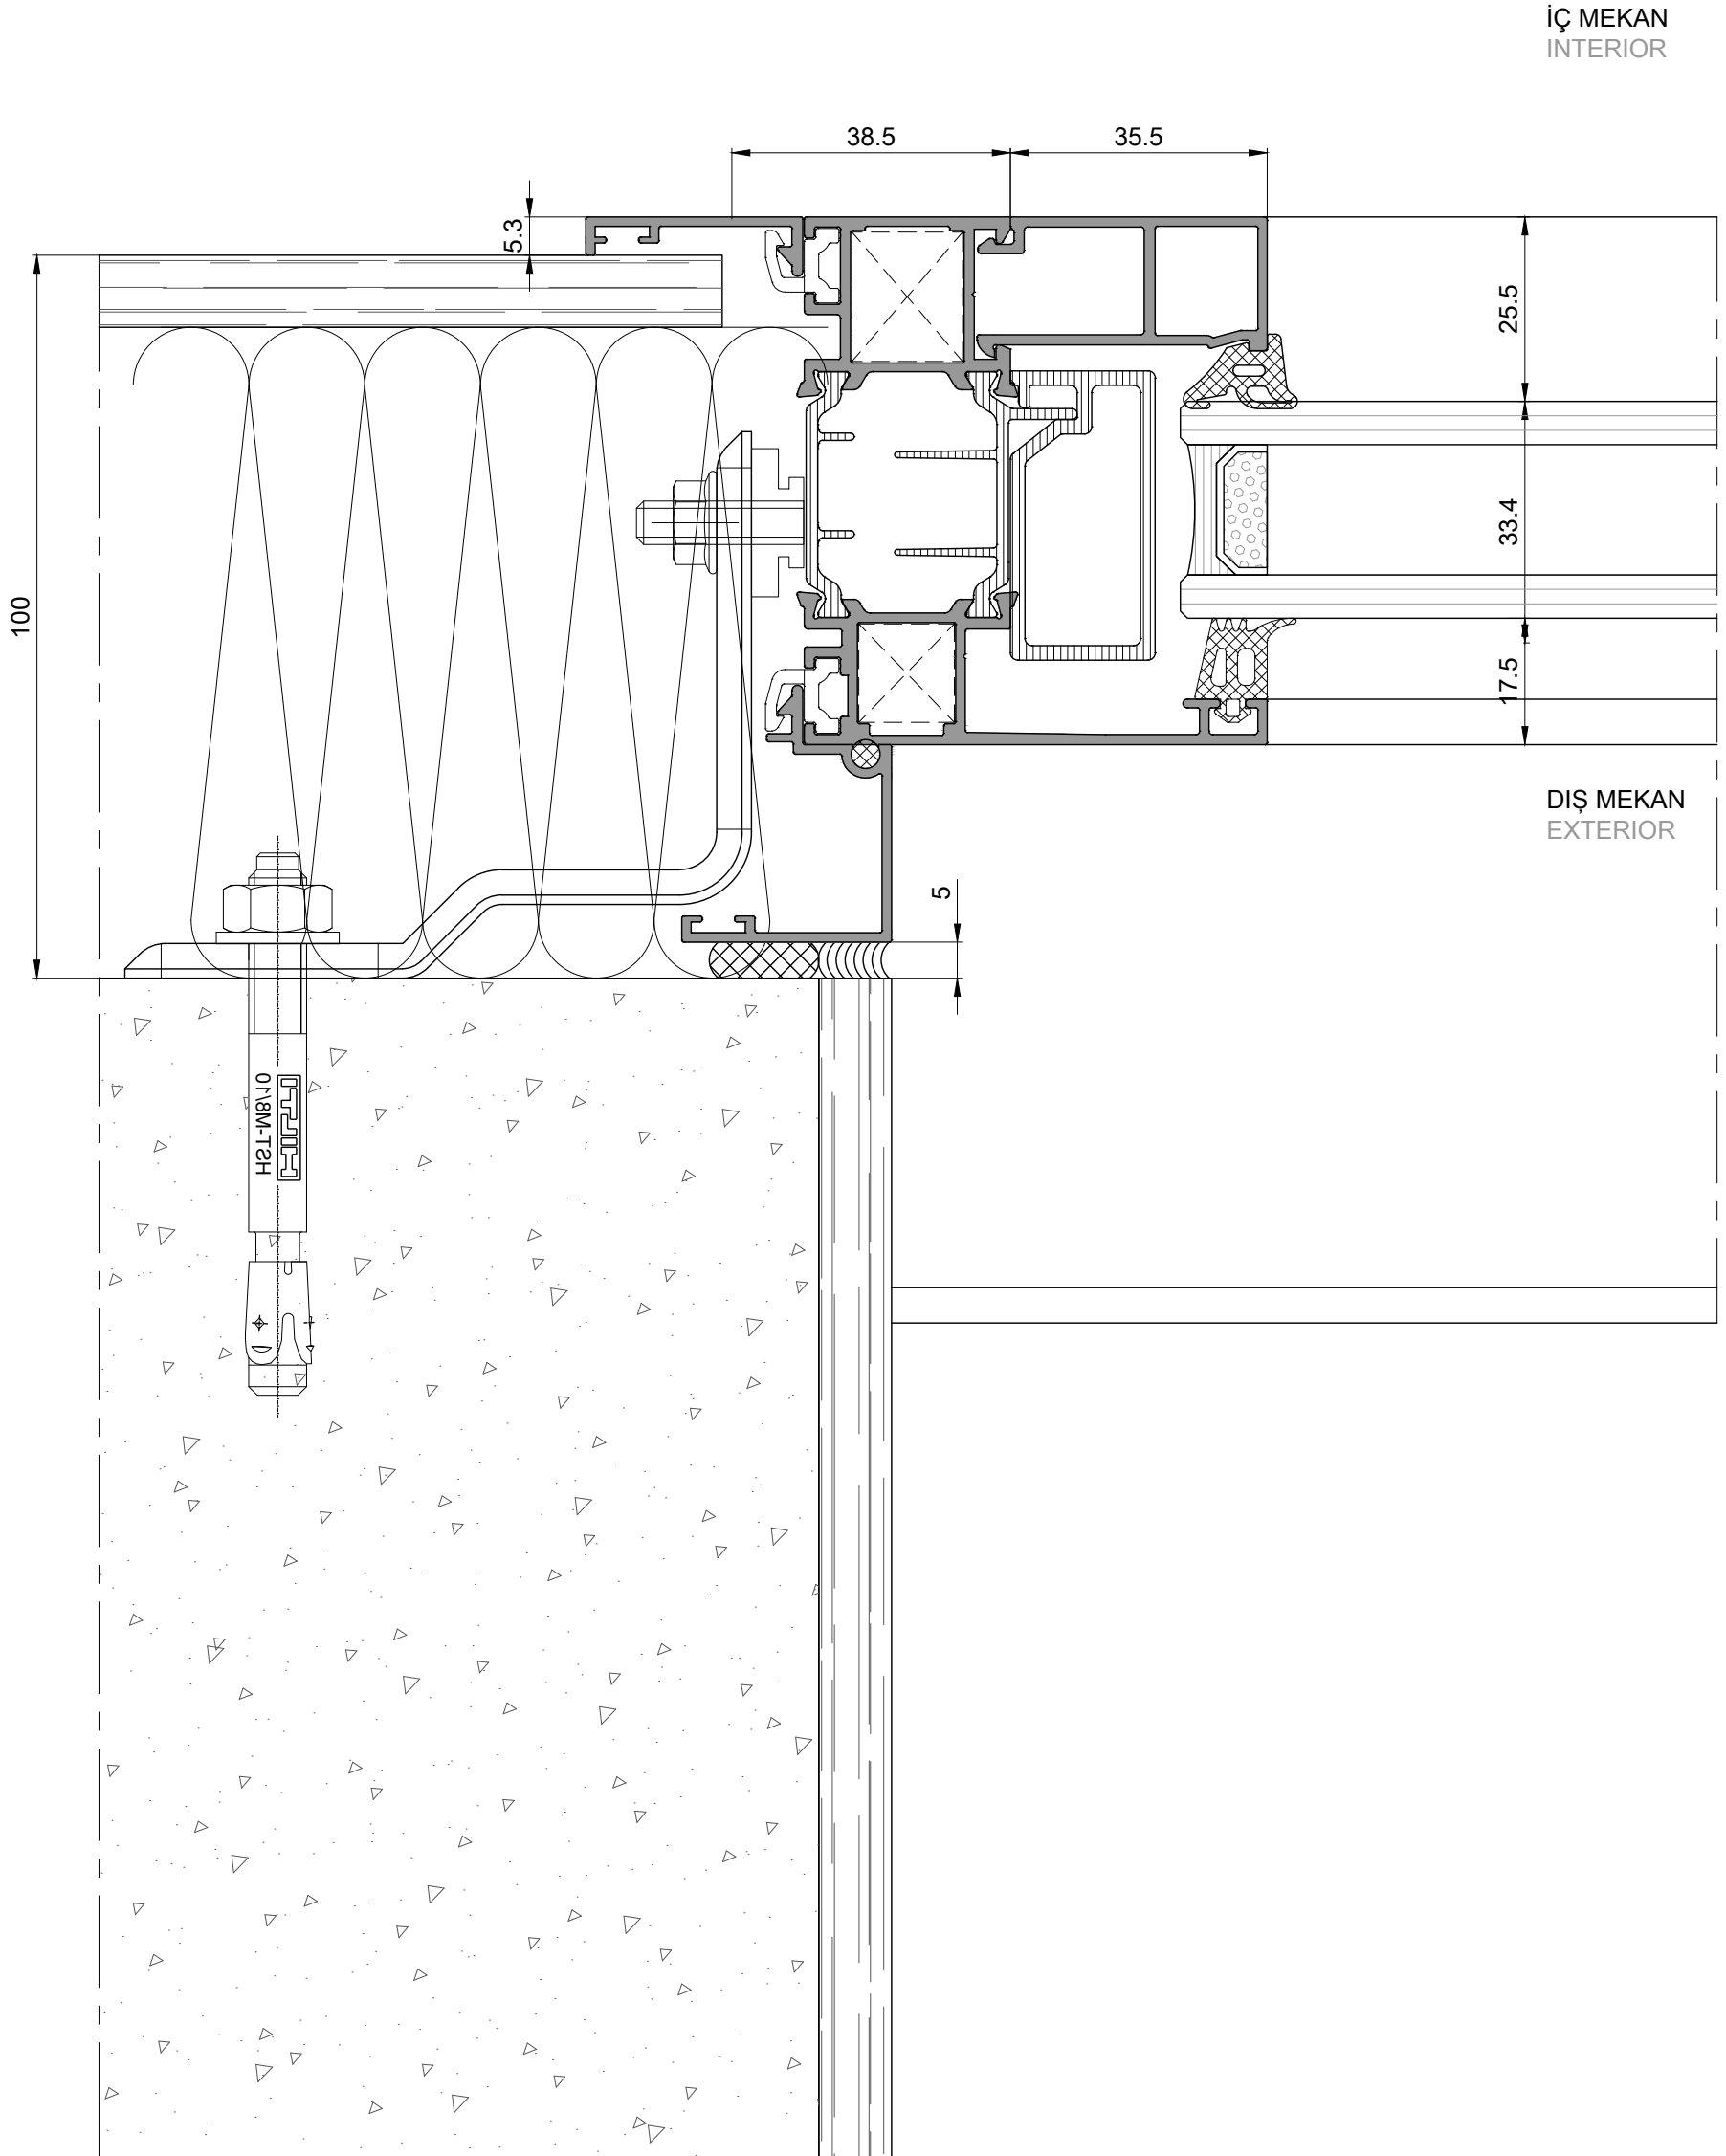 İÇ MEKAN
INTERIOR
38.5
35.5
5.3
25.5
33.4
17.5
100
DIŞ MEKAN
EXTERIOR
5
HILTI
HST-M8/10